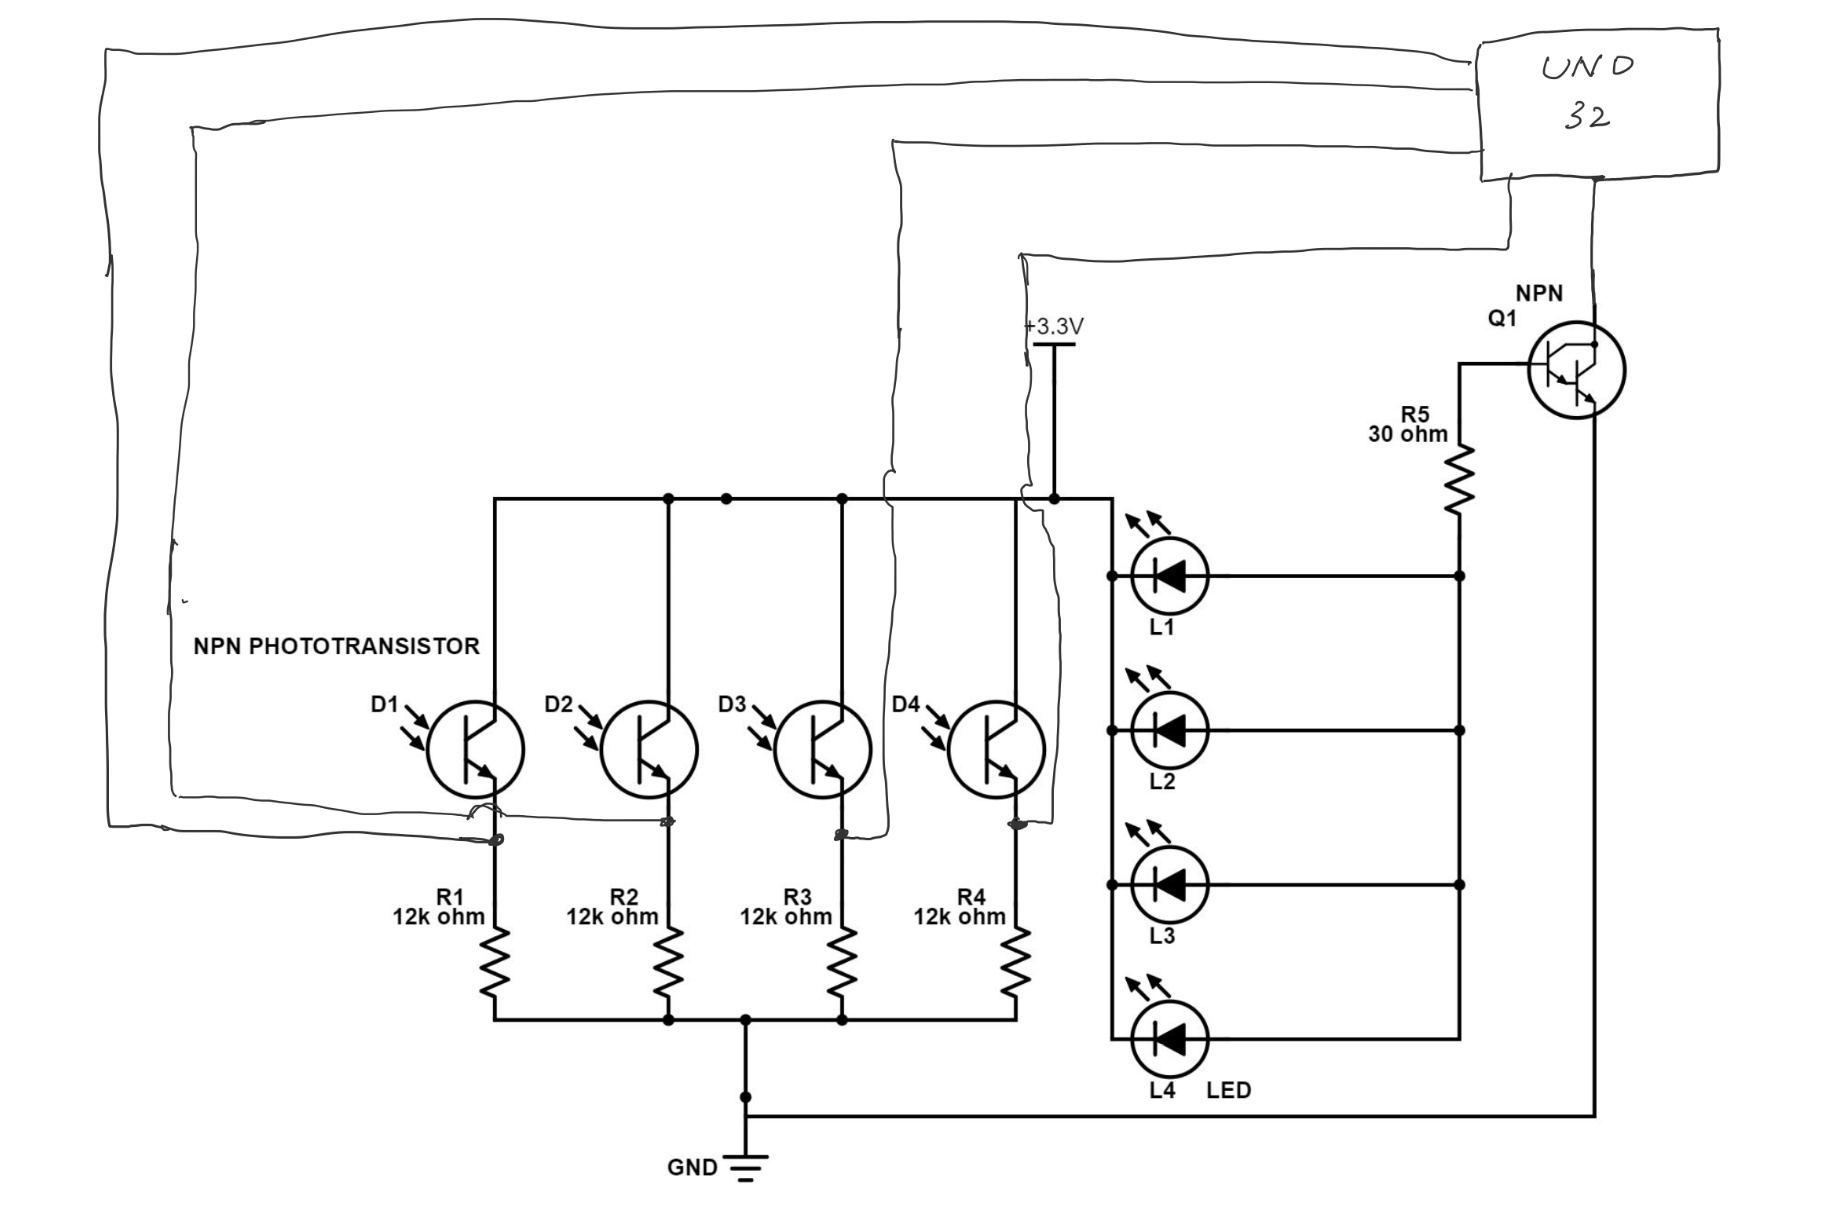 UNO
32
NPN
Q1
+3.3V
R5
30 ohm
L1
NPN PHOTOTRANSISTOR
D1
D2
D3
D4
L2
R1
12k ohm
R2
12k ohm
R3
12k ohm
R4
12k ohm
L3
L4
LED
GND